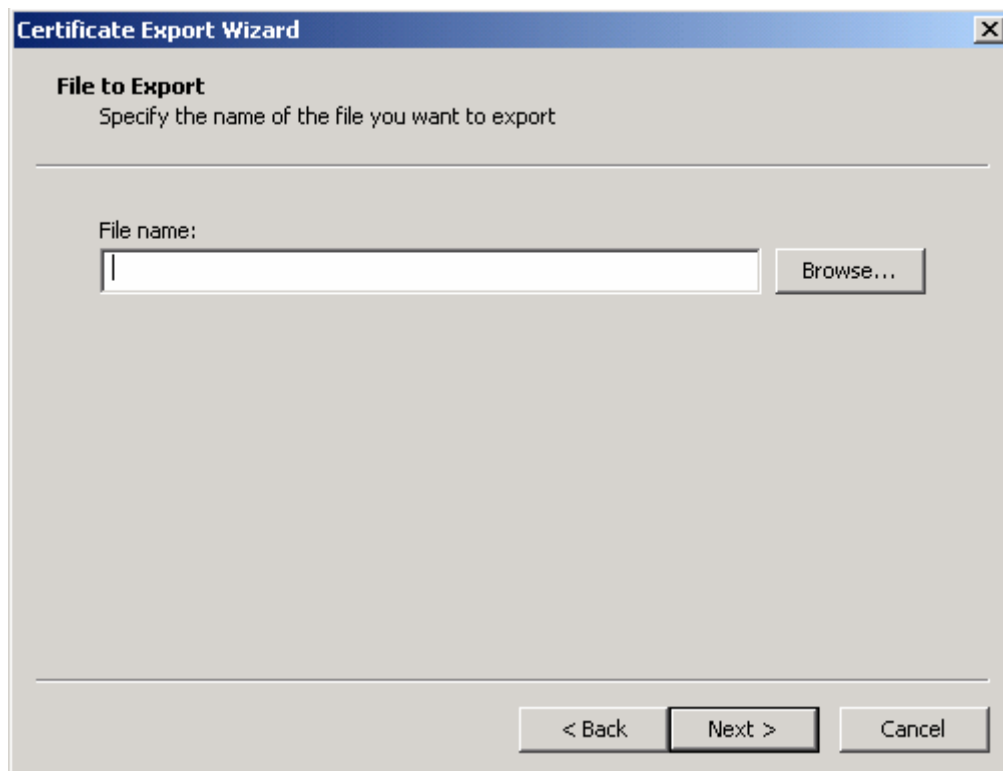 Certificate Export Wizard
File to Export
Specify the name of the file you want to export
File name:
Browse...
< Back
Next >
Cancel